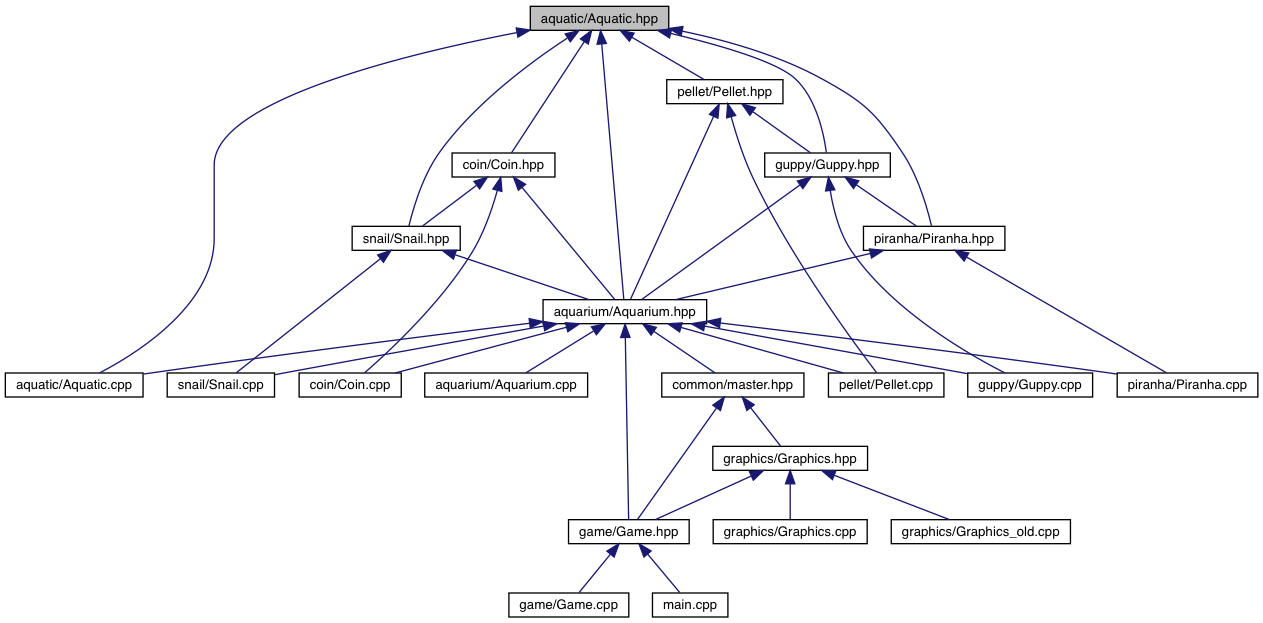 aquatic/Aquatic.hpp
pellet/Pellet.hpp
coin/Coin.hpp
guppy/Guppy.hpp
snail/Snail.hpp
piranha/Piranha.hpp
aquarium/Aquarium.hpp
aquatic/Aquatic.cpp
snail/Snail.cpp
coin/Coin.cpp
aquarium/Aquarium.cpp
common/master.hpp
pellet/Pellet.cpp
guppy/Guppy.cpp
piranha/Piranha.cpp
graphics/Graphics.hpp
game/Game.hpp
graphics/Graphics.cpp
graphics/Graphics_old.cpp
game/Game.cpp
main.cpp